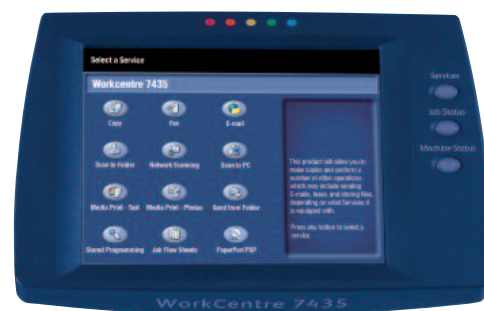 Select a Service
Workcentre 7435
Copy
Fax
E-mail
Scan to Folder
Network Scanning
Scan to PC
Media Print - Text
Media Print - Photos
Send from Folder
Stored Programming
Job Flow Sheets
PaperPort PSP
This product will allow you to
make copies and perform a
number of other operations
which may include sending
E-mails, faxes, and storing files,
depending on what Services it
is equipped with.
Press any button to select a
service.
Services
Job Status
Machine Status
WorkCentre 7435